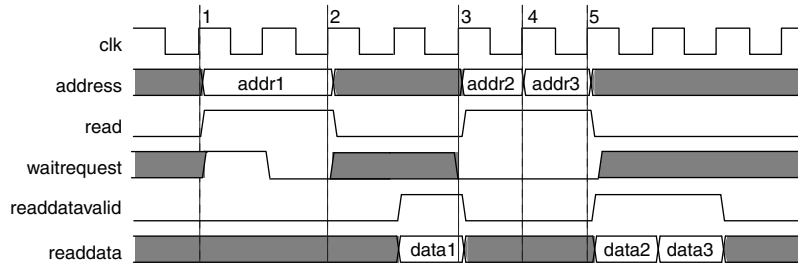 1 2 3 4 5
clk
address addr1 addr2 addr3
read
waitrequest
readdatavalid
readdata data1 data2 data3